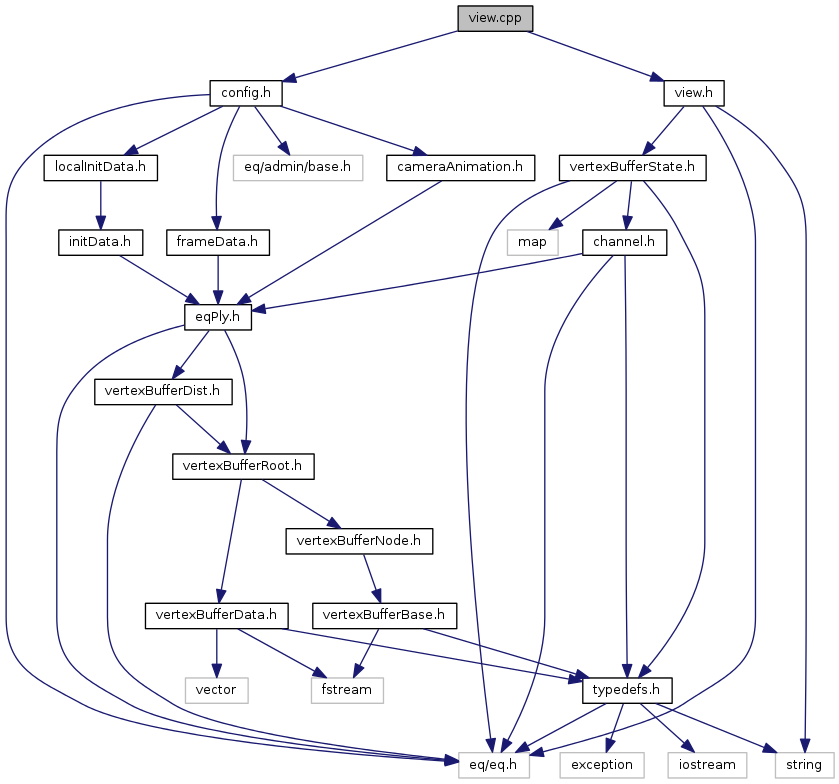 view.cpp
config.h
view.h
localInitData.h
eq/admin/base.h
cameraAnimation.h
vertexBufferState.h
initData.h
frameData.h
map
channel.h
eqPly.h
vertexBufferDist.h
vertexBufferRoot.h
vertexBufferNode.h
vertexBufferData.h
vertexBufferBase.h
vector
fstream
typedefs.h
eq/eq.h
exception
iostream
string